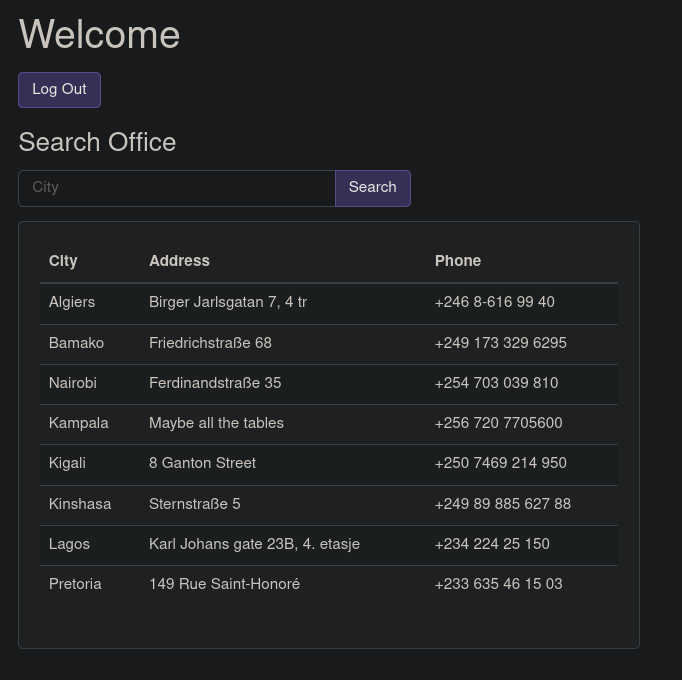 Welcome
Log Out
Search Office
City Search
City Address Phone
Algiers Birger Jarlsgatan 7, 4 tr +246 8-616 99 40
Bamako Friedrichstraße 68 +249 173 329 6295
Nairobi Ferdinandstraße 35 +254 703 039 810
Kampala Maybe all the tables +256 720 7705600
Kigali 8 Ganton Street +250 7469 214 950
Kinshasa Sternstraße 5 +249 89 885 627 88
Lagos Karl Johans gate 23B, 4. etasje +234 224 25 150
Pretoria 149 Rue Saint-Honoré +233 635 46 15 03